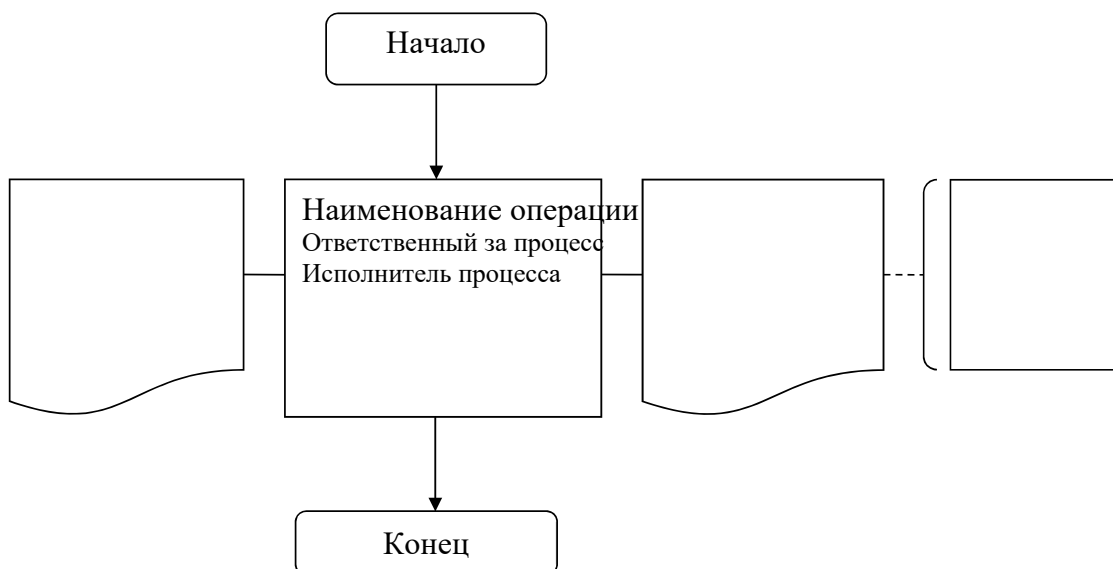 Начало
Наименование операции
Ответственный за процесс
Исполнитель процесса
Конец